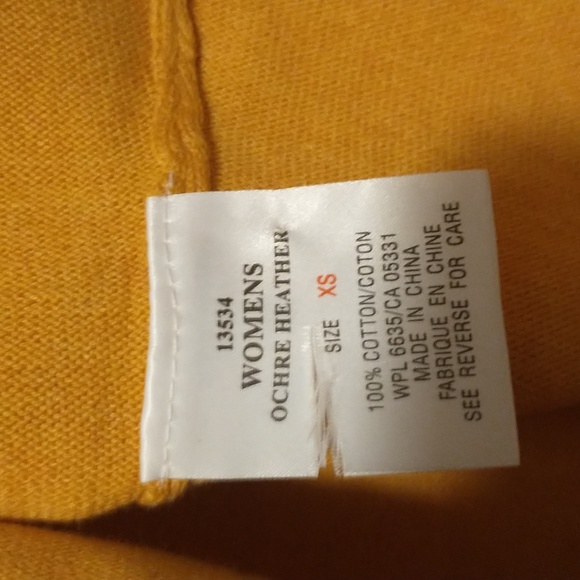 13534
WOMENS
OCHRE HEATHER
SIZE XS
100% COTTON/COTON
WPL 6635/CA 05331
MADE IN CHINA
FABRIQUE EN CHINE
SEE REVERSE FOR CARE